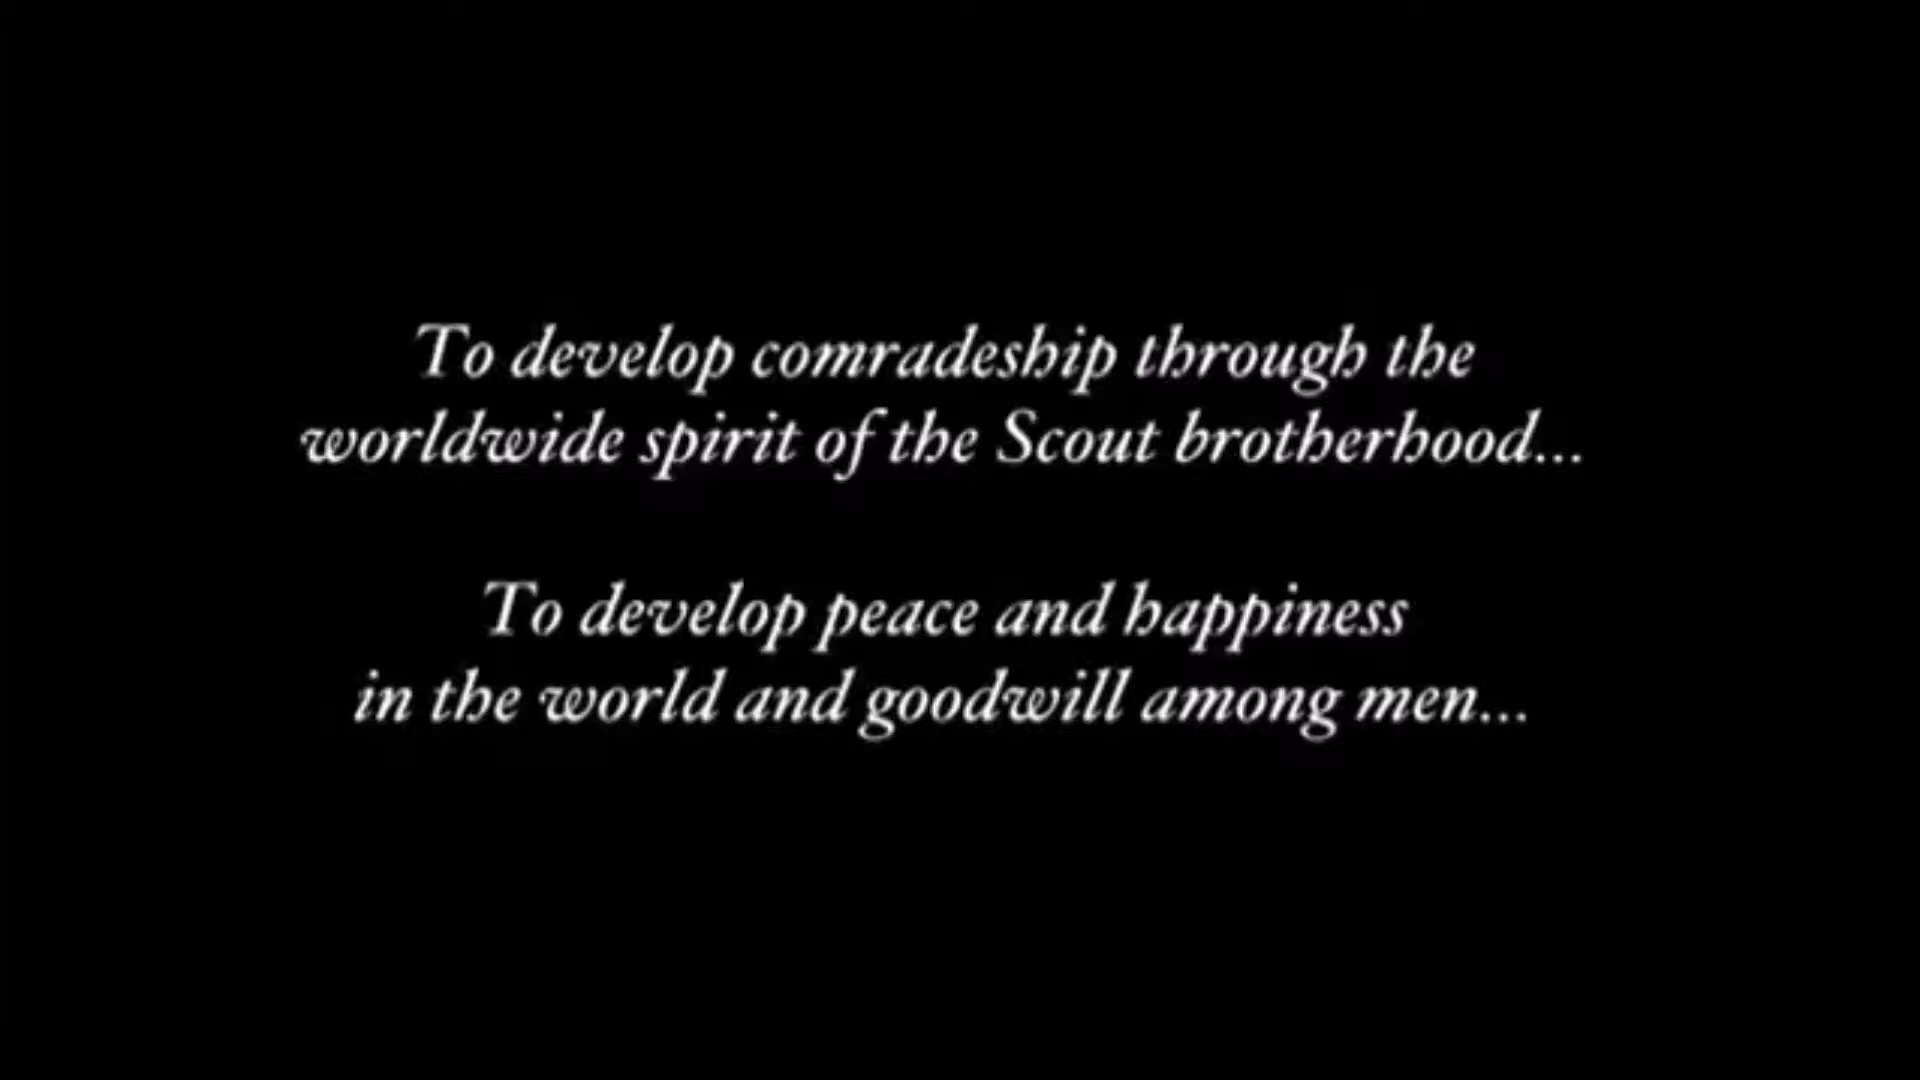 To develop comradeship through the
worldwide spirit of the Scout brotherhood...
To develop peace and happiness
in the world and goodwill among men...